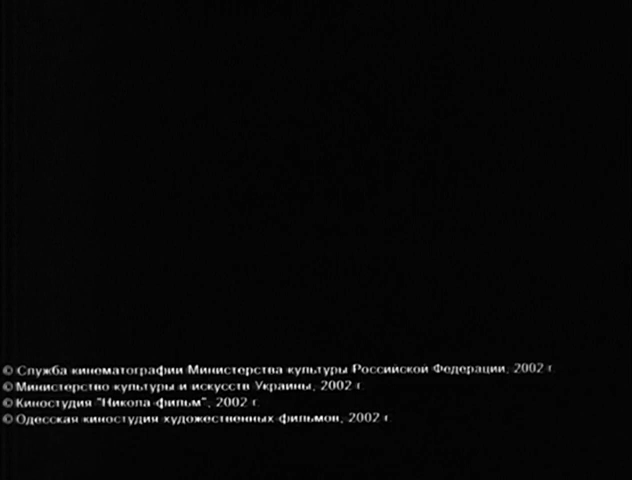 © Служба кинематографии Министерства культуры Российской Федерации, 2002 г.
© Министерство культуры и искусств Украины, 2002 г.
© Киностудия "Никола-фильм", 2002 г.
© Одесская киностудия художественных фильмов, 2002 г.